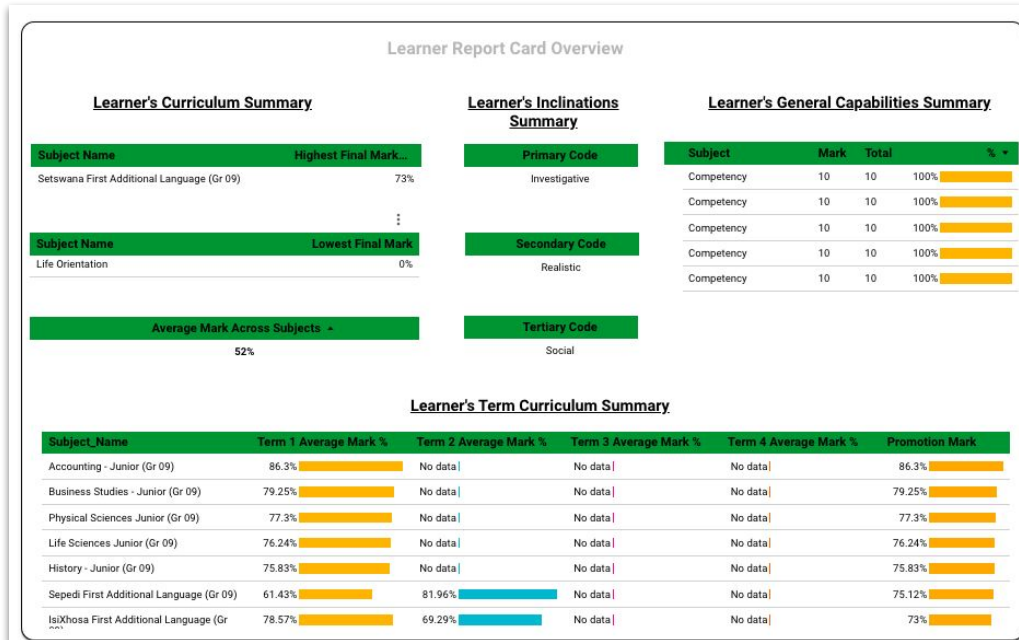 Learner Report Card Overview
Learner's Curriculum Summary
Subject Name Highest Final Mark...
Setswana First Additional Language (Gr 09) 73%
Subject Name Lowest Final Mark
Life Orientation 0%
Average Mark Across Subjects
52%
Learner's Inclinations
Summary
Primary Code
Investigative
Secondary Code
Realistic
Tertiary Code
Social
Learner's General Capabilities Summary
Subject Mark Total %
Competency 10 10 100%
Competency 10 10 100%
Competency 10 10 100%
Competency 10 10 100%
Competency 10 10 100%
Learner's Term Curriculum Summary
Subject_Name Term 1 Average Mark % Term 2 Average Mark % Term 3 Average Mark % Term 4 Average Mark % Promotion Mark
Accounting - Junior (Gr 09) 86.3% No data No data No data 86.3%
Business Studies - Junior (Gr 09) 79.25% No data No data No data 79.25%
Physical Sciences Junior (Gr 09) 77.3% No data No data No data 77.3%
Life Sciences Junior (Gr 09) 76.24% No data No data No data 76.24%
History - Junior (Gr 09) 75.83% No data No data No data 75.83%
Sepedi First Additional Language (Gr 09) 61.43% 81.96% No data No data 75.12%
IsiXhosa First Additional Language (Gr 78.57% 69.29% No data No data 73%